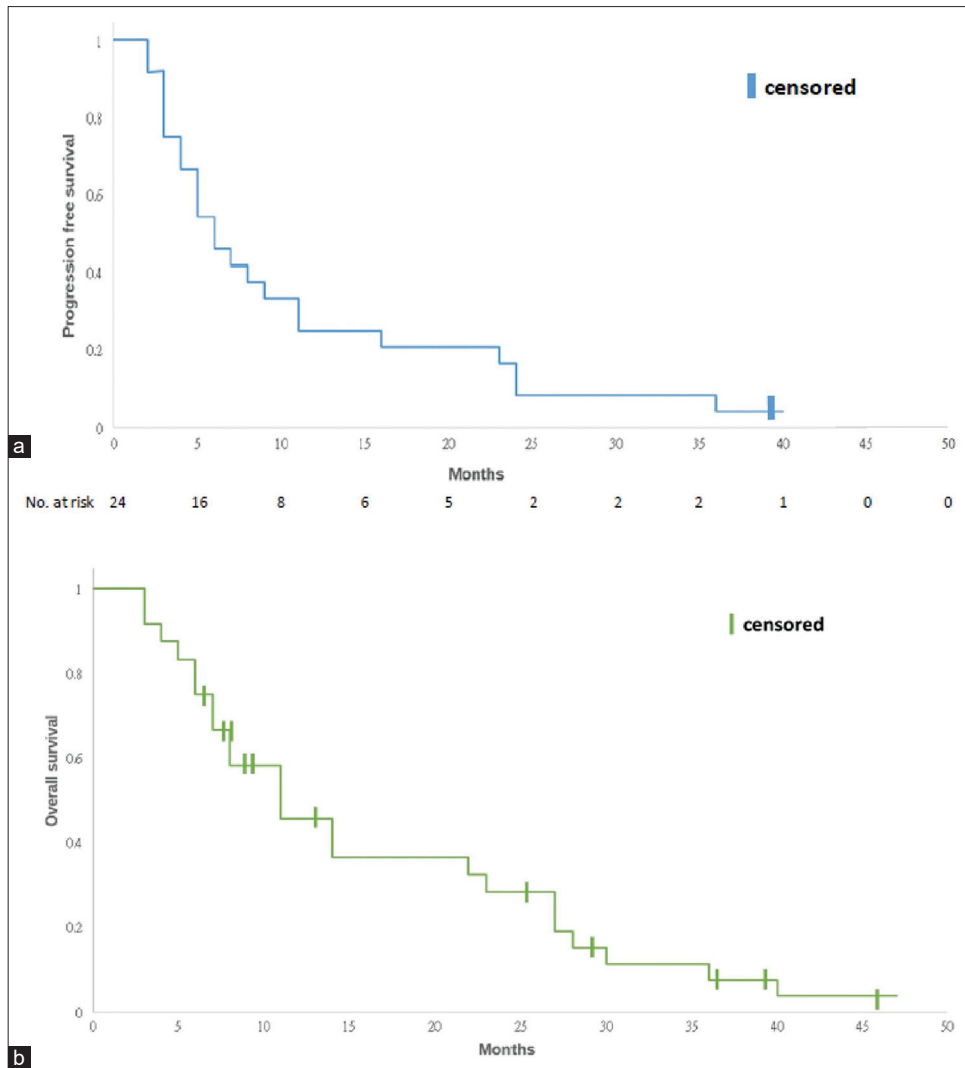 1
censored
0.8
0.6
0.4
0.2
0
Progression free survival
0 5 10 15 20 25 30 35 40 45 50
a
Months
No. at risk 24 16 8 6 5 2 2 2 1 0 0
1
censored
0.8
0.6
0.4
0.2
0
Overall survival
0 5 10 15 20 25 30 35 40 45 50
Months
b